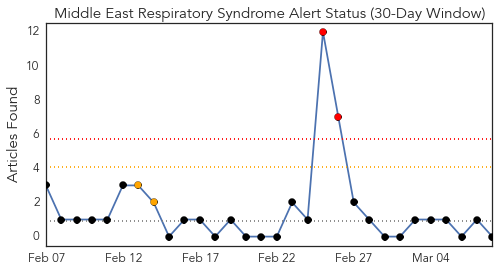 Middle East Respiratory Syndrome Alert Status (30-Day Window)
Articles Found
12
10
8
6
4
2
0
Feb 07 Feb 12 Feb 17 Feb 22 Feb 27 Mar 04